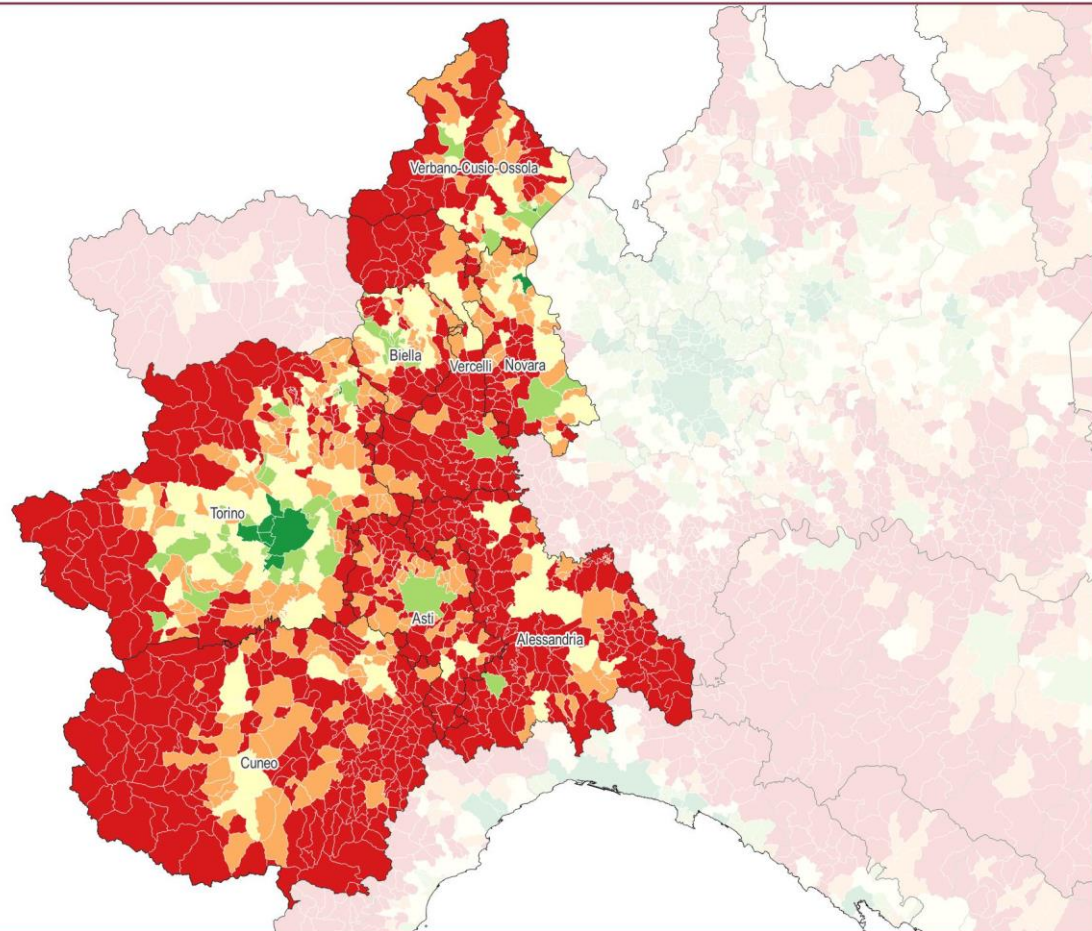 Verbano-Cusio-Ossola
Biella
Vercelli
Novara
Torino
Asti
Alessandria
Cuneo